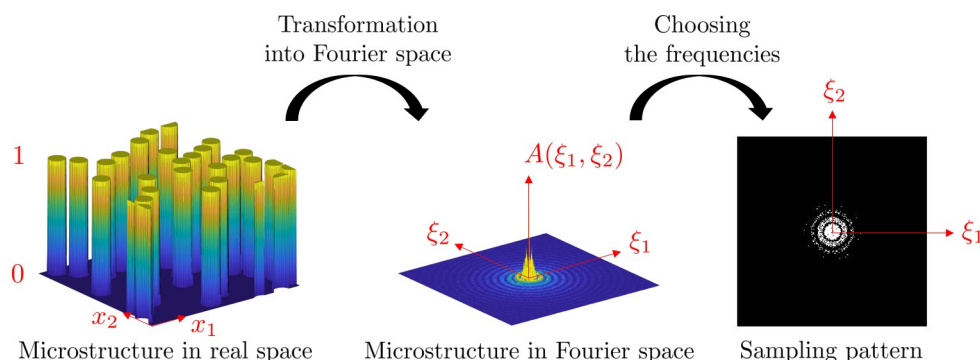 Transformation
into Fourier space
Choosing
the frequencies
1
0
x₂
x₁
Microstructure in real space
A(ξ₁, ξ₂)
ξ₂
ξ₁
Microstructure in Fourier space
ξ₂
ξ₁
Sampling pattern